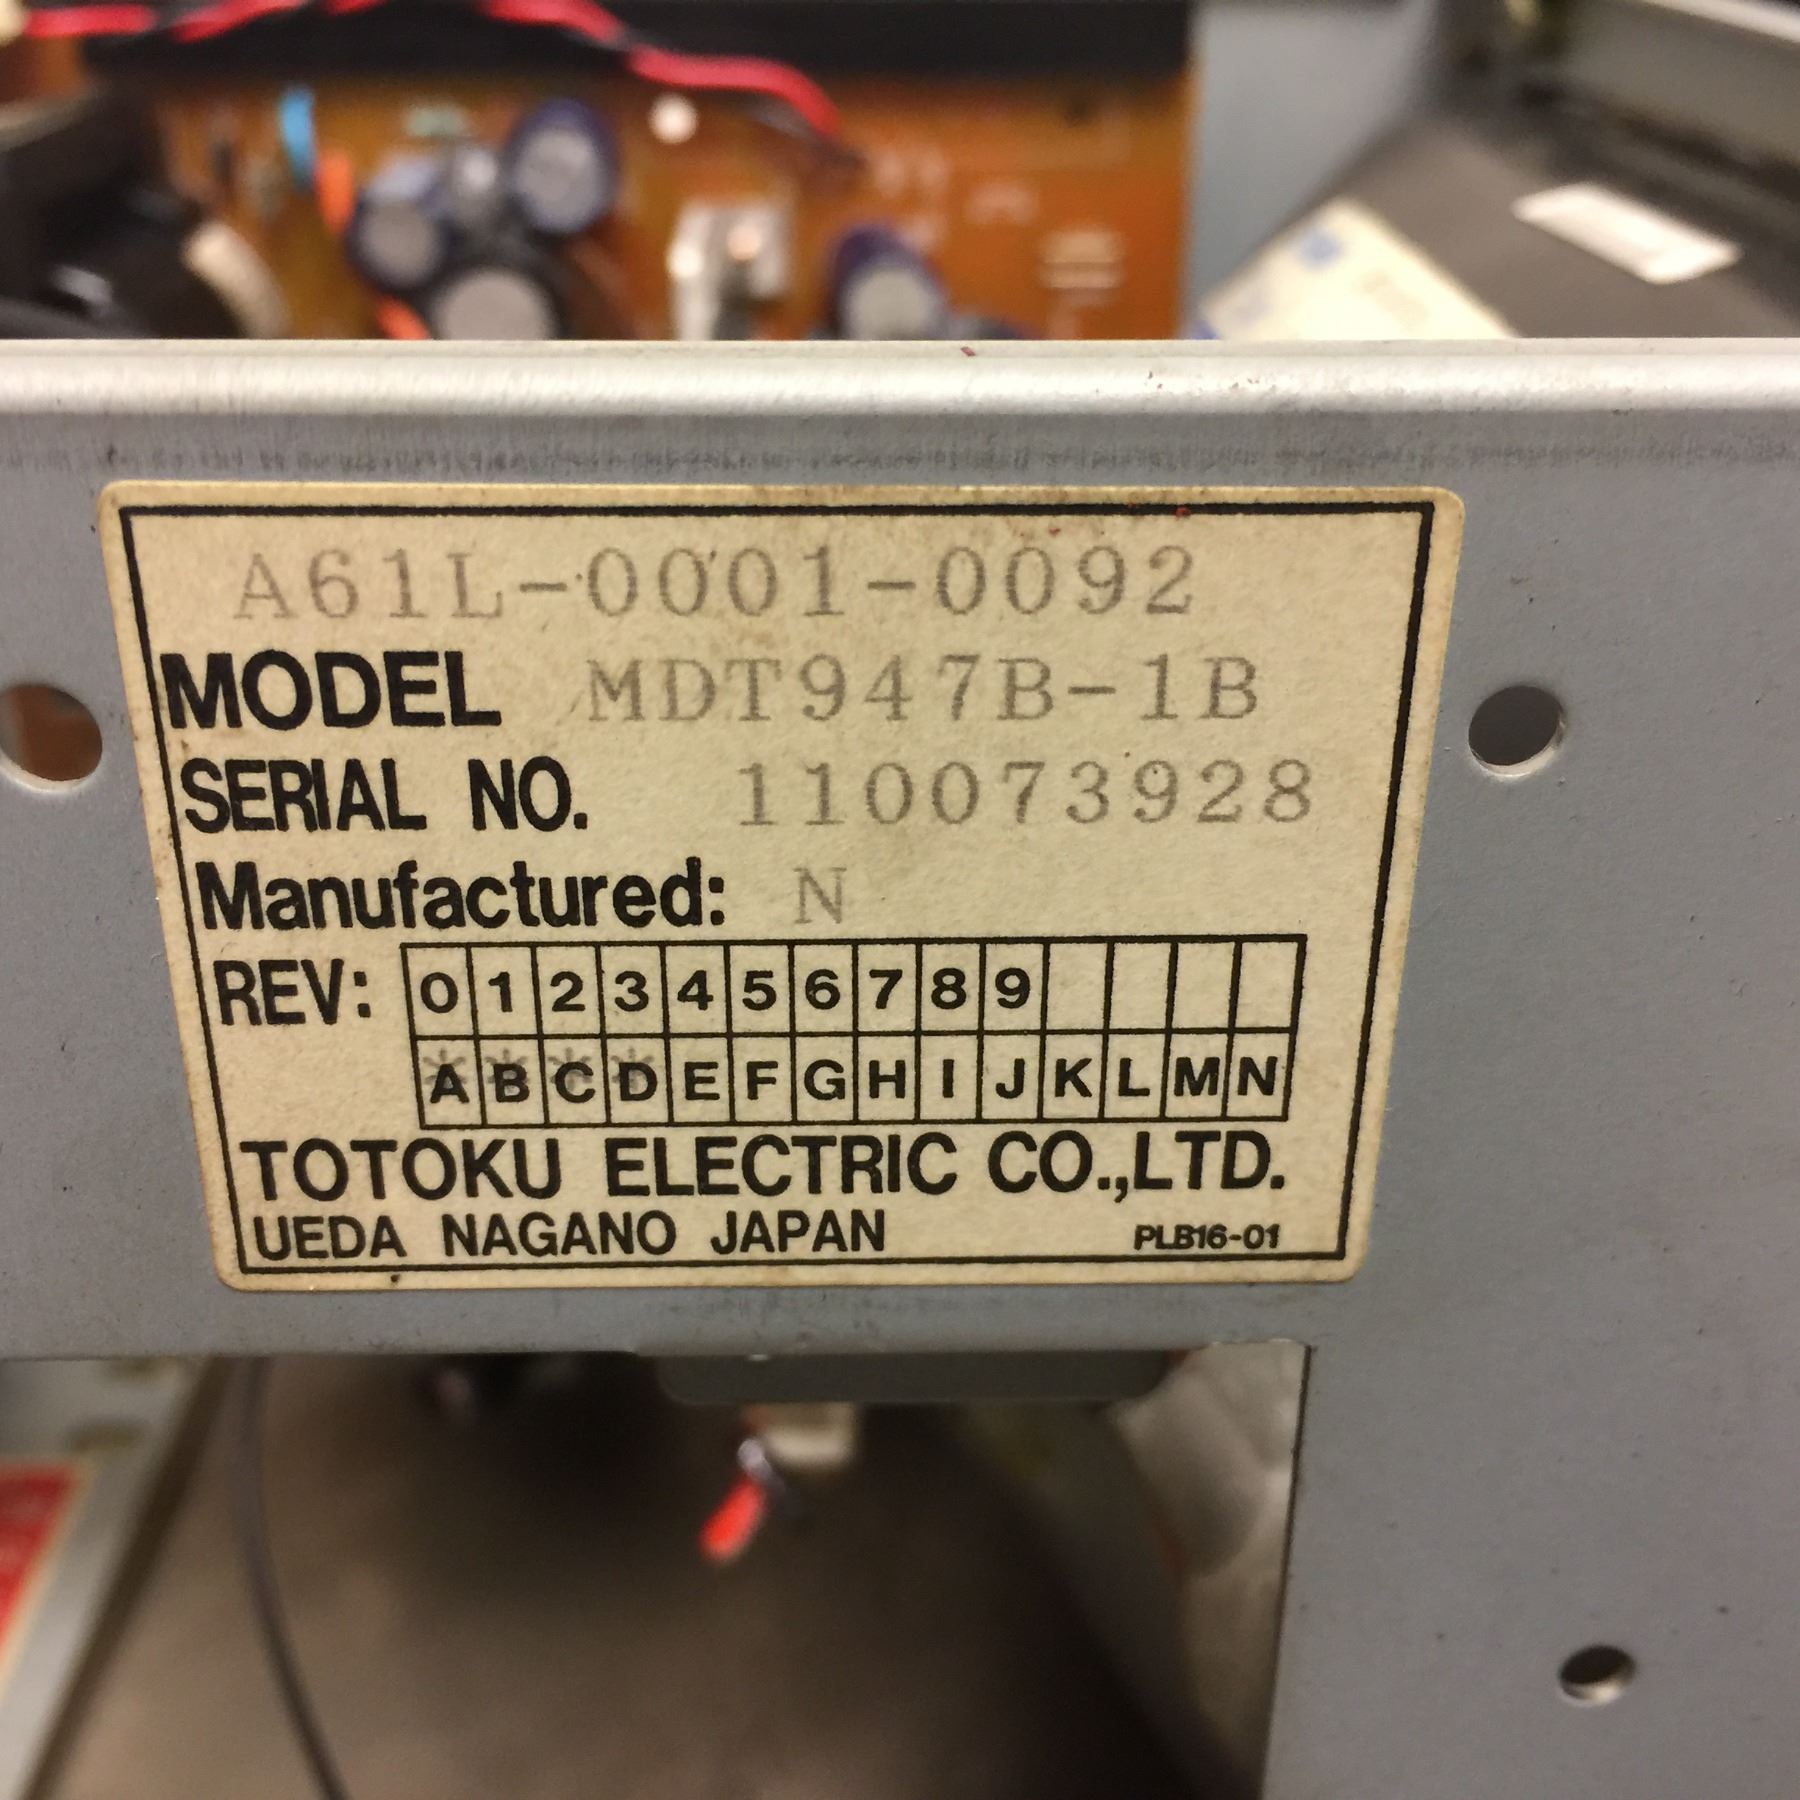 A61L-0001-0092
MODEL MDT947B-1B
SERIAL NO. 110073928
Manufactured: N
REV: 0 1 2 3 4 5 6 7 8 9
A B C D E F G H I J K L M N
TOTOKU ELECTRIC CO.,LTD.
UEDA NAGANO JAPAN PLB16-01